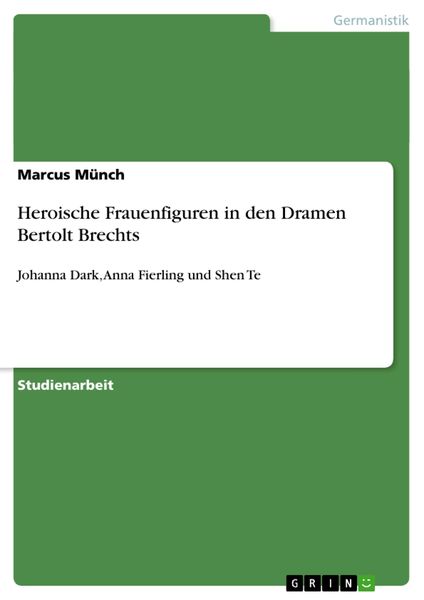 Germanistik
Marcus Münch
Heroische Frauenfiguren in den Dramen
Bertolt Brechts
Johanna Dark, Anna Fierling und Shen Te
Studienarbeit
GRIN